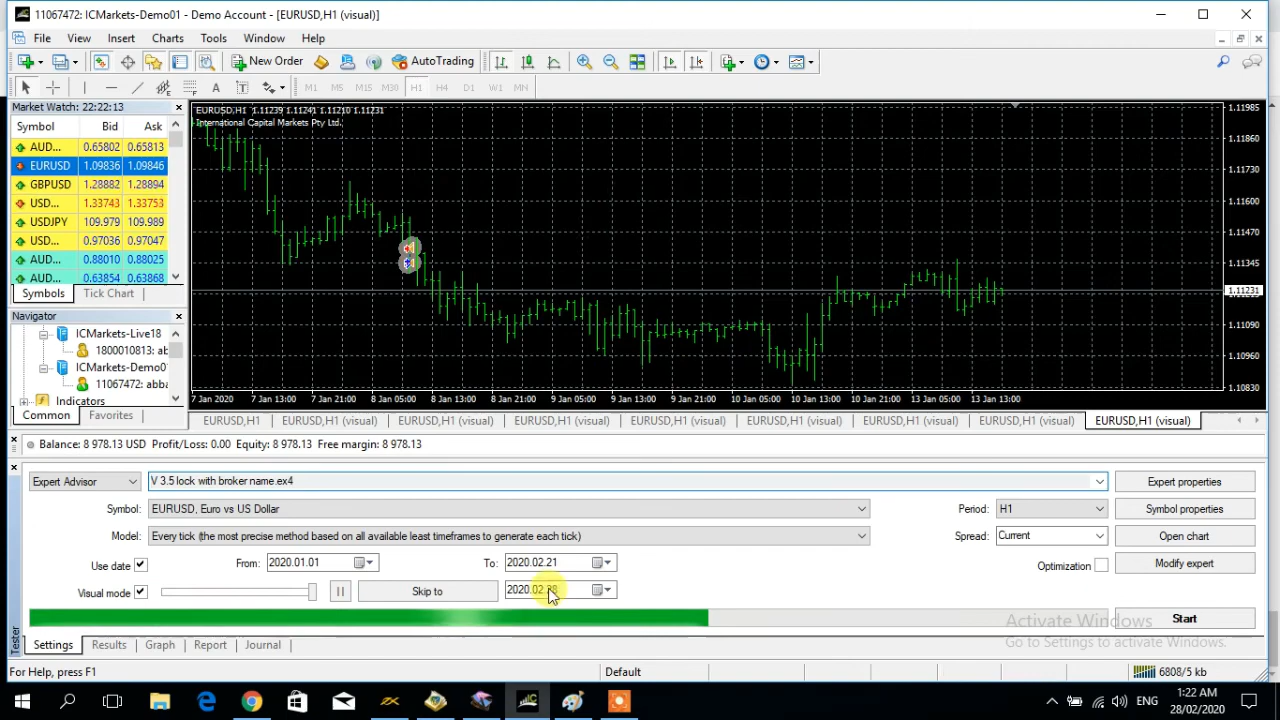 11067472: ICMarkets-Demo01 - Demo Account - [EURUSD,H1 (visual)]
File View Insert Charts Tools Window Help
New Order AutoTrading
M1 M5 M15 M30 H1 H4 D1 W1 MN
Market Watch: 22:22:13
Symbol Bid Ask
AUD... 0.65802 0.65813
EURUSD 1.09836 1.09846
GBPUSD 1.28882 1.28894
USD... 1.33743 1.33753
USDJPY 109.979 109.989
USD... 0.97036 0.97047
AUD... 0.88010 0.88025
AUD... 0.63854 0.63868
Symbols Tick Chart
Navigator
ICMarkets-Live18
1800010813: ab
ICMarkets-Demo0
11067472: abba
Indicators
Common Favorites
EURUSD,H1 1.11239 1.11241 1.11210 1.11231
International Capital Markets Pty Ltd.
1.11985
1.11860
1.11730
1.11600
1.11470
1.11345
1.11231
1.11090
1.10960
1.10830
7 Jan 2020 7 Jan 13:00 7 Jan 21:00 8 Jan 05:00 8 Jan 13:00 8 Jan 21:00 9 Jan 05:00 9 Jan 13:00 9 Jan 21:00 10 Jan 05:00 10 Jan 13:00 10 Jan 21:00 13 Jan 05:00 13 Jan 13:00
EURUSD,H1 EURUSD,H1 (visual) EURUSD,H1 (visual) EURUSD,H1 (visual) EURUSD,H1 (visual) EURUSD,H1 (visual) EURUSD,H1 (visual) EURUSD,H1 (visual) EURUSD,H1 (visual)
Balance: 8 978.13 USD Profit/Loss: 0.00 Equity: 8 978.13 Free margin: 8 978.13
Expert Advisor V 3.5 lock with broker name.ex4 Expert properties
Symbol: EURUSD, Euro vs US Dollar Period: H1 Symbol properties
Model: Every tick (the most precise method based on all available least timeframes to generate each tick) Spread: Current Open chart
Use date From: 2020.01.01 To: 2020.02.21 Optimization Modify expert
Visual mode Skip to 2020.02.28
Start
Activate Windows
Go to Settings to activate Windows.
Tester
Settings Results Graph Report Journal
For Help, press F1 Default 6808/5 kb
ENG 1:22 AM
28/02/2020